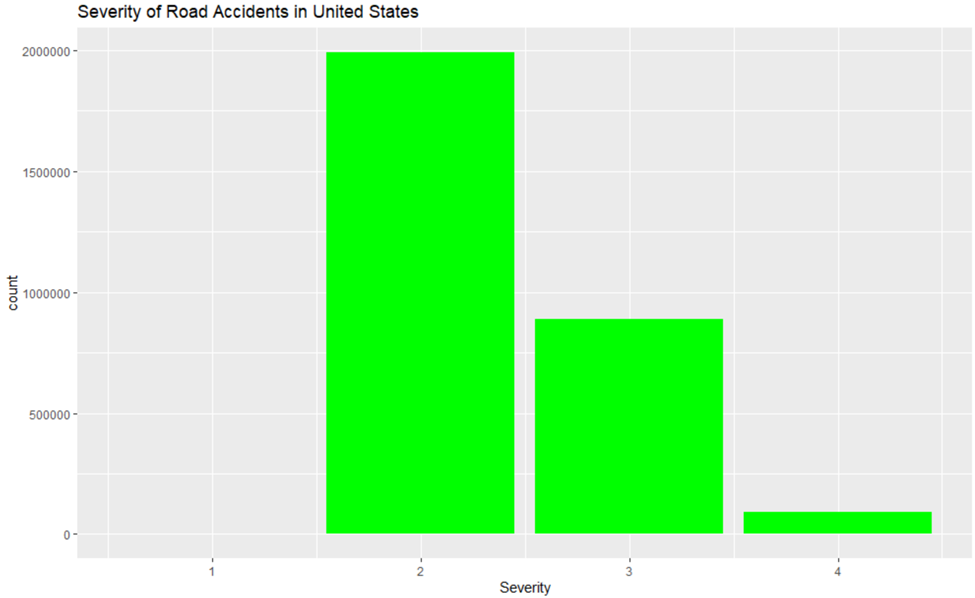 Severity of Road Accidents in United States
2000000
1500000
1000000
500000
0
count
1 2 3 4
Severity